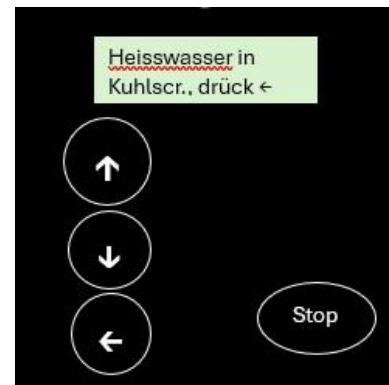 Heisswasser in
Kuhlscr., drück ←
↑
↓
←
Stop